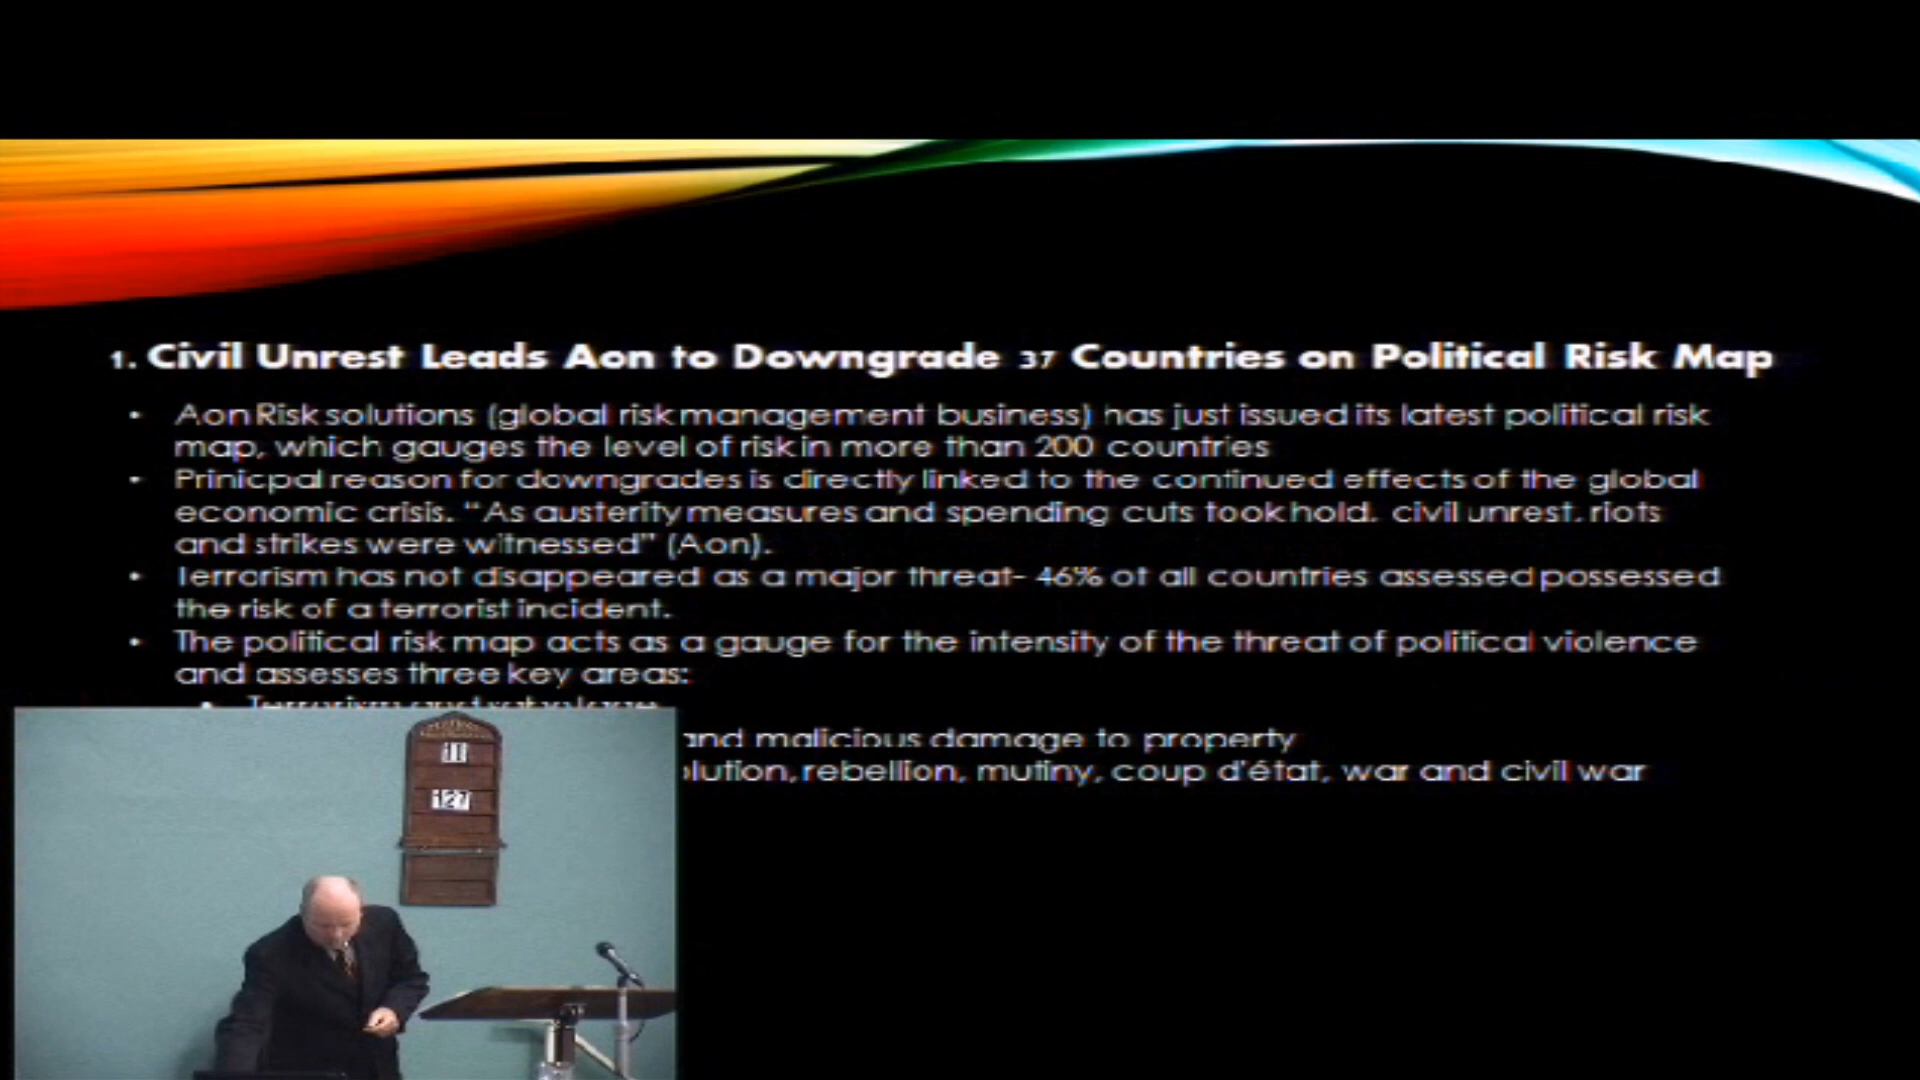 1. Civil Unrest Leads Aon to Downgrade 37 Countries on Political Risk Map
• Aon Risk solutions (global risk management business) has just issued its latest political risk
map, which gauges the level of risk in more than 200 countries
• Prinicpal reason for downgrades is directly linked to the continued effects of the global
economic crisis. "As austerity measures and spending cuts took hold, civil unrest, riots
and strikes were witnessed" (Aon).
• Terrorism has not disappeared as a major threat- 46% of all countries assessed possessed
the risk of a terrorist incident.
• The political risk map acts as a gauge for the intensity of the threat of political violence
and assesses three key areas:
• Terrorism and sabotage
and malicious damage to property
olution, rebellion, mutiny, coup d'état, war and civil war
11
127